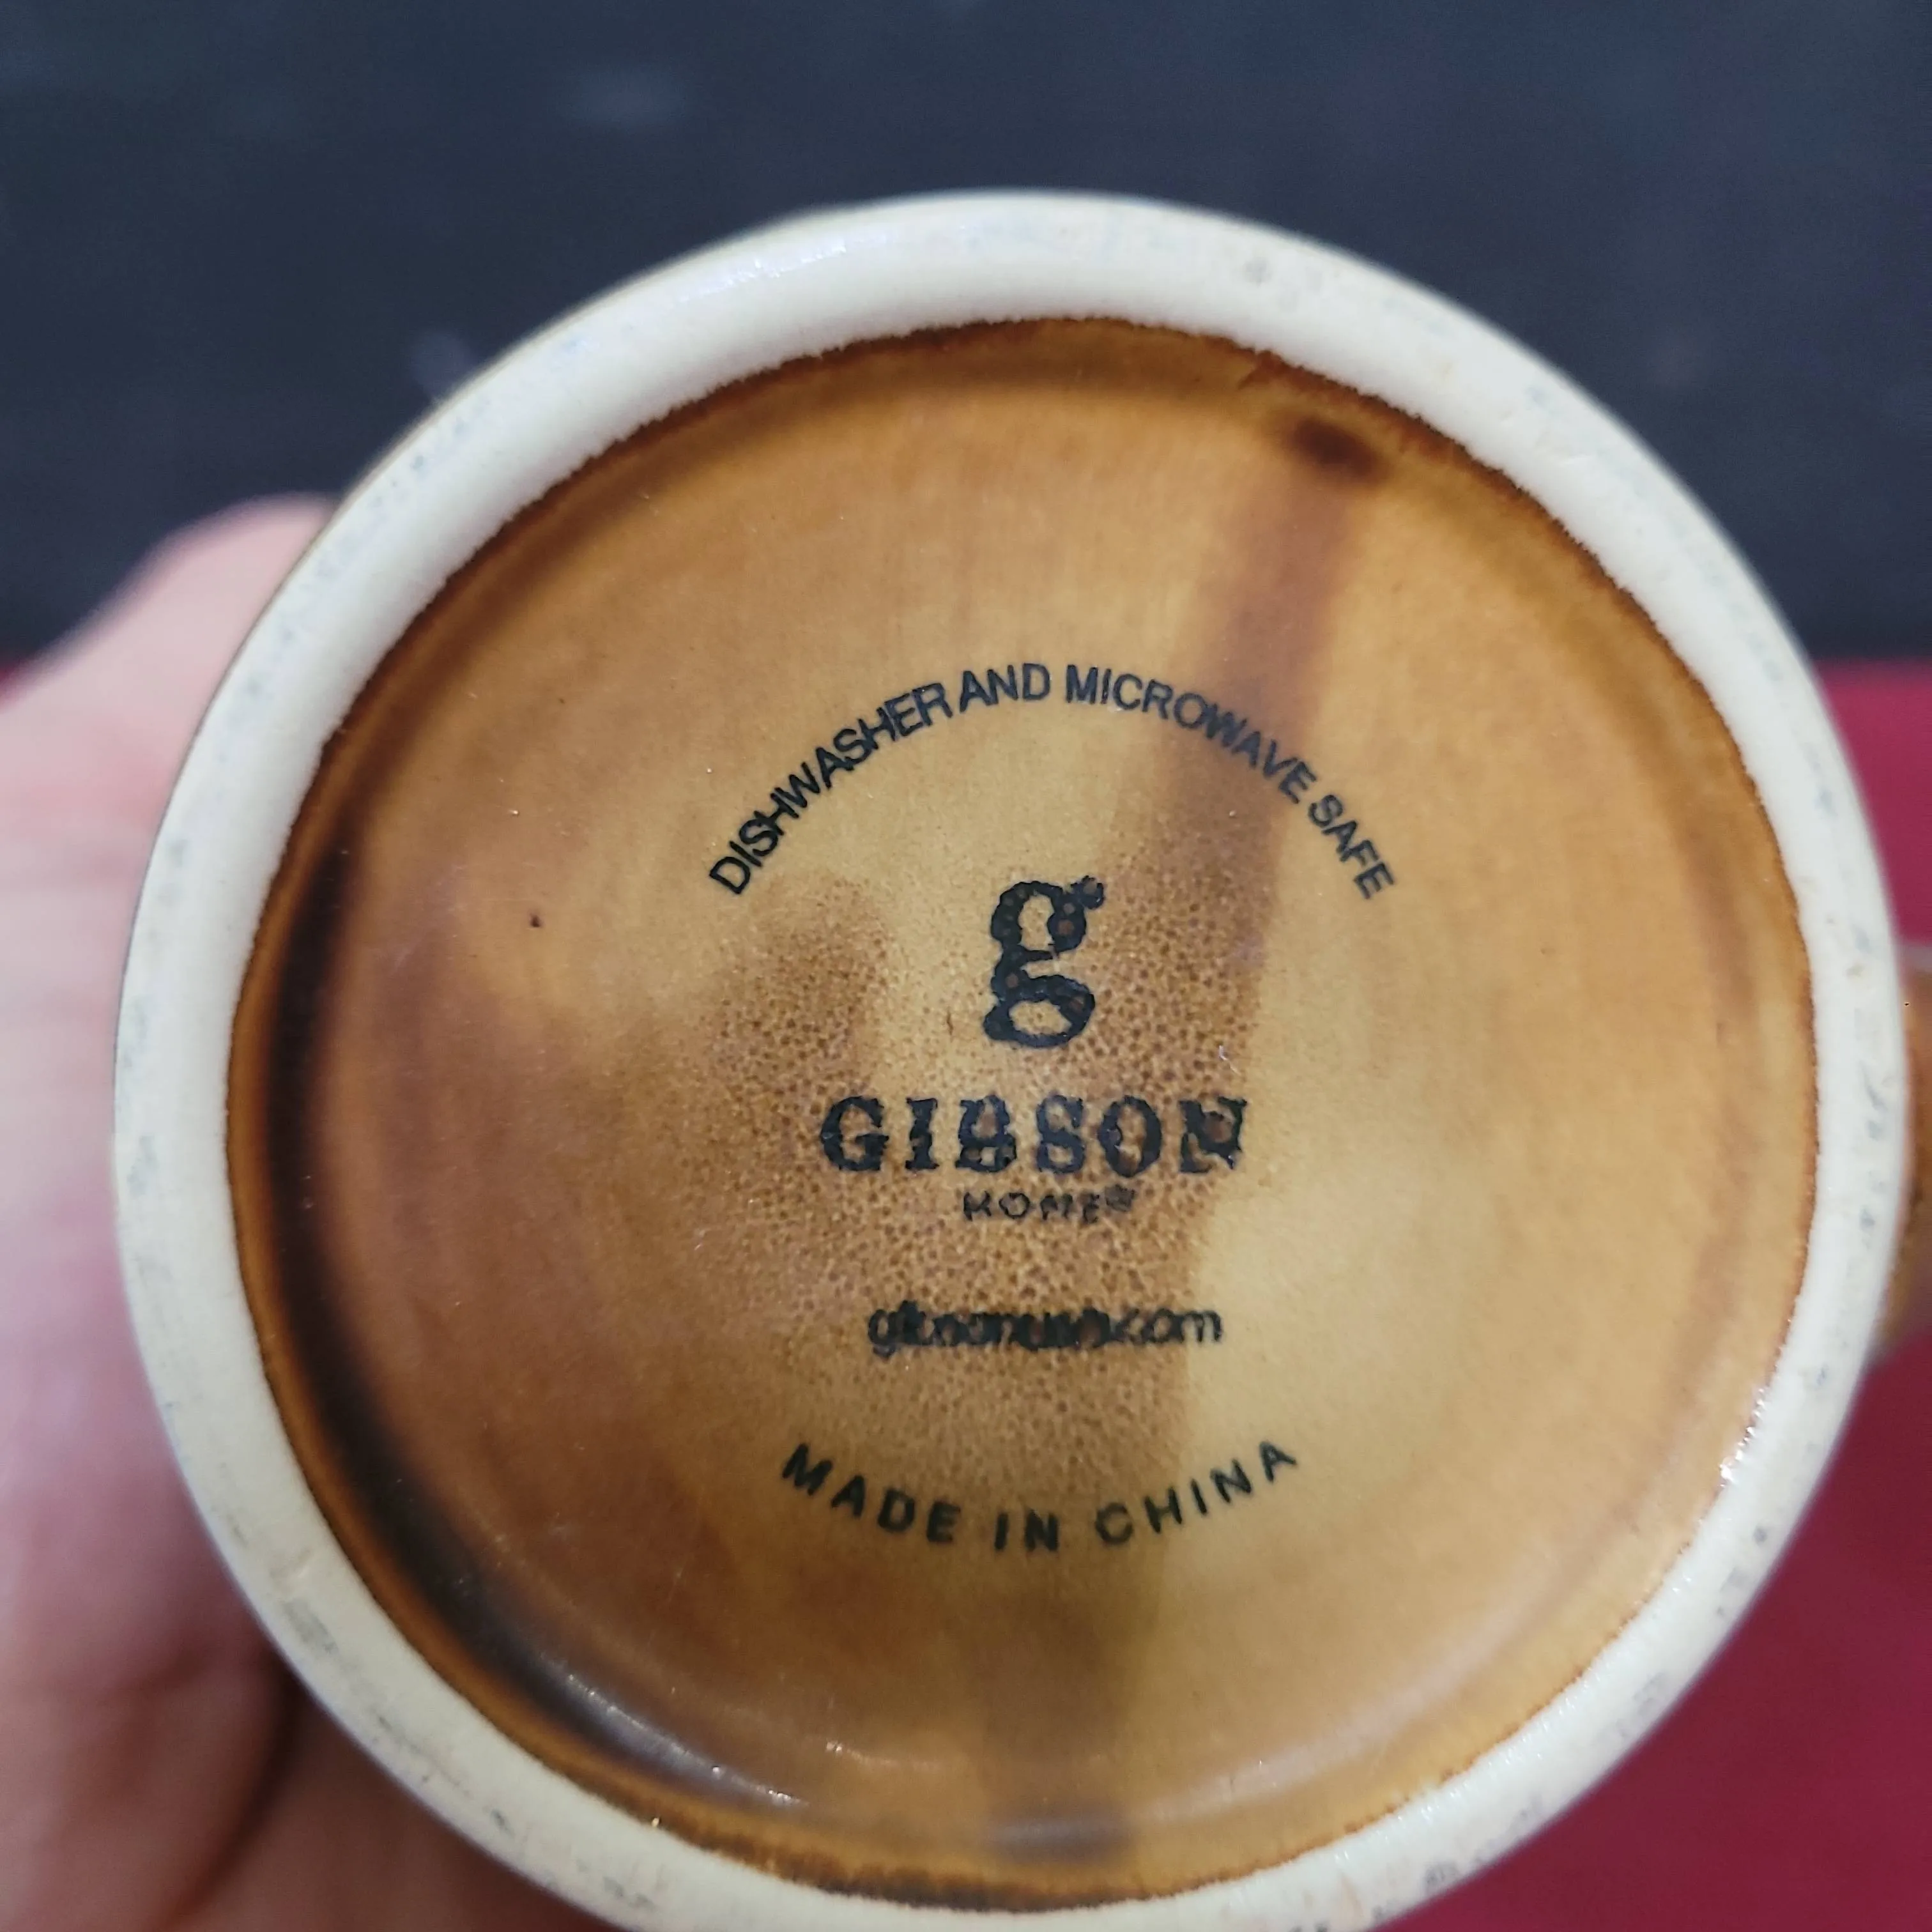 DISHWASHER AND MICROWAVE SAFE
g
GIBSON
HOME®
MADE IN CHINA